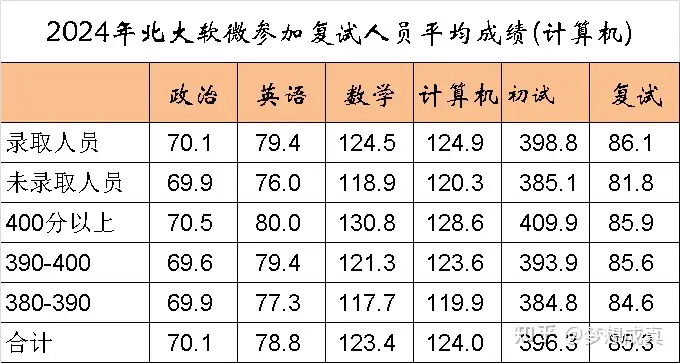 2024年北大软微参加复试人员平均成绩(计算机)
政治 英语 数学 计算机 初试 复试
录取人员 70.1 79.4 124.5 124.9 398.8 86.1
未录取人员 69.9 76.0 118.9 120.3 385.1 81.8
400分以上 70.5 80.0 130.8 128.6 409.9 85.9
390-400 69.6 79.4 121.3 123.6 393.9 85.6
380-390 69.9 77.3 117.7 119.9 384.8 84.6
合计 70.1 78.8 123.4 124.0 396.3 85.3
知乎 @梦想成真